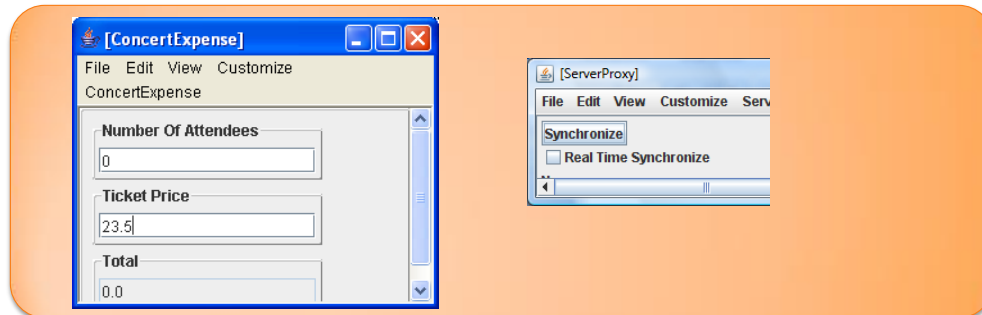 [ConcertExpense]
File Edit View Customize
ConcertExpense
Number Of Attendees
0
Ticket Price
23.5
Total
0.0
[ServerProxy]
File Edit View Customize Serv
Synchronize
Real Time Synchronize